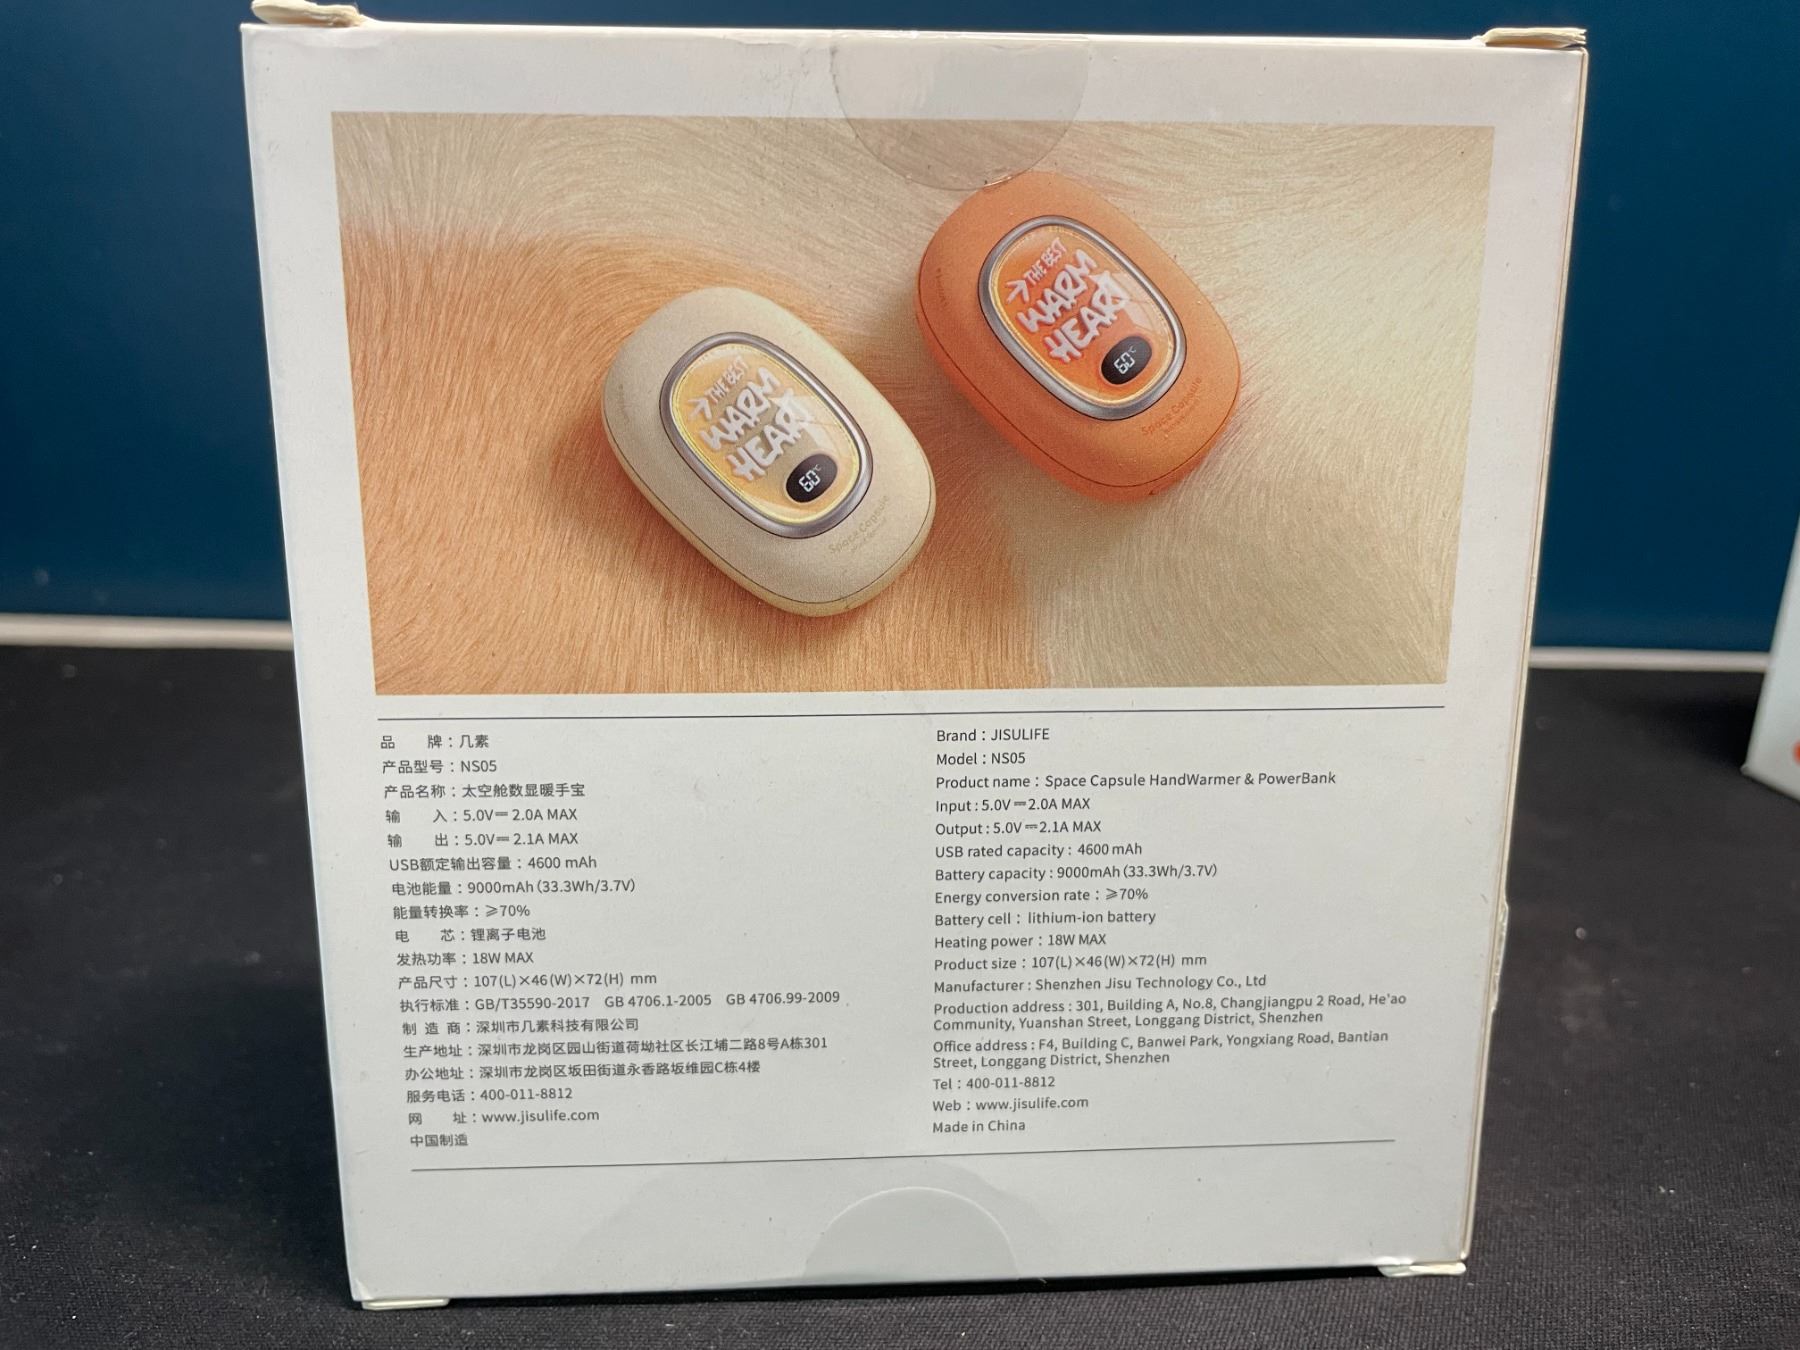 THE BEST
WARM
HEART
60℃
Space Capsule
THE BEST
WARM
HEART
60℃
Space Capsule
品 牌：几素
产品型号：NS05
产品名称：太空舱数显暖手宝
输 入：5.0V⎓ 2.0A MAX
输 出：5.0V⎓ 2.1A MAX
USB额定输出容量：4600 mAh
电池能量：9000mAh (33.3Wh/3.7V)
能量转换率：⩾70%
电 芯：锂离子电池
发热功率：18W MAX
产品尺寸：107(L)×46(W)×72(H) mm
执行标准：GB/T35590-2017 GB 4706.1-2005 GB 4706.99-2009
制 造 商：深圳市几素科技有限公司
生产地址：深圳市龙岗区园山街道荷坳社区长江埔二路8号A栋301
办公地址：深圳市龙岗区坂田街道永香路坂维园C栋4楼
服务电话：400-011-8812
网 址：www.jisulife.com
中国制造
Brand：JISULIFE
Model：NS05
Product name：Space Capsule HandWarmer & PowerBank
Input : 5.0V ⎓2.0A MAX
Output : 5.0V ⎓2.1A MAX
USB rated capacity : 4600 mAh
Battery capacity : 9000mAh (33.3Wh/3.7V)
Energy conversion rate：⩾70%
Battery cell：lithium-ion battery
Heating power：18W MAX
Product size：107(L)×46(W)×72(H) mm
Manufacturer : Shenzhen Jisu Technology Co., Ltd
Production address : 301, Building A, No.8, Changjiangpu 2 Road, He'ao
Community, Yuanshan Street, Longgang District, Shenzhen
Office address : F4, Building C, Banwei Park, Yongxiang Road, Bantian
Street, Longgang District, Shenzhen
Tel：400-011-8812
Web：www.jisulife.com
Made in China